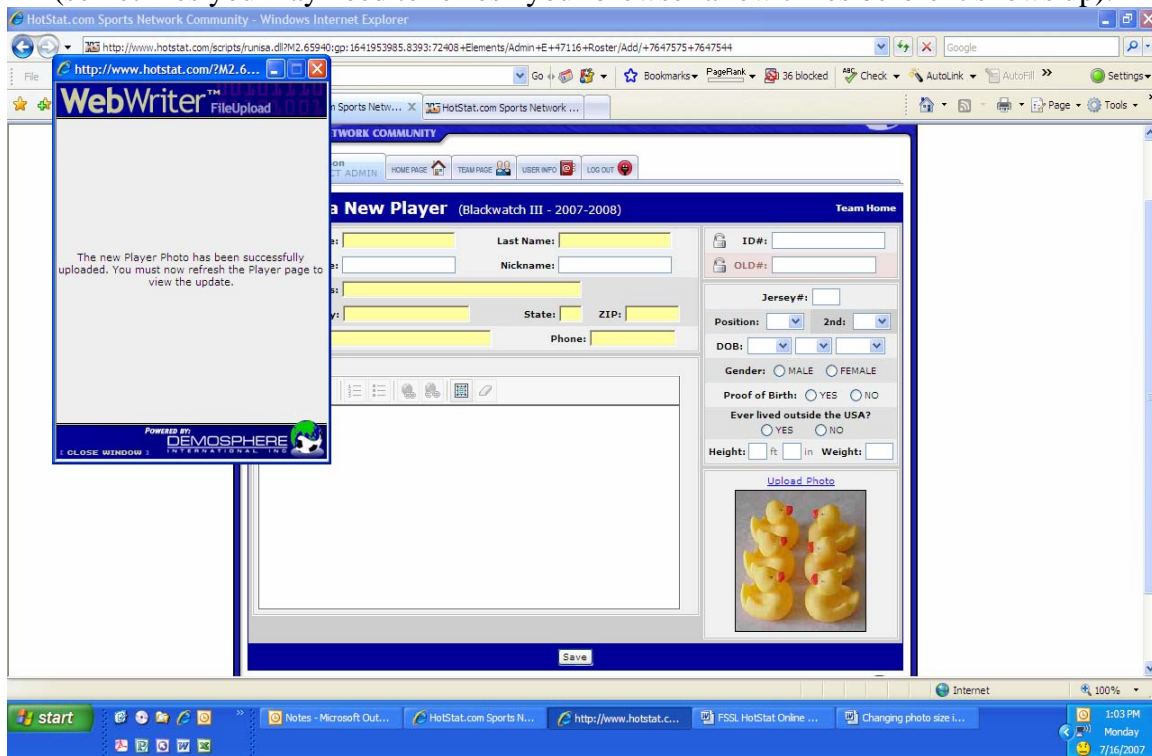 HotStat.com Sports Network Community - Windows Internet Explorer
http://www.hotstat.com/scripts/runisa.dll?M2.65940:gp:1641953985.8393:72408+Elements/Admin+E+47116+Roster/Add/+7647575+7647544
Google
File
Go
Bookmarks
PageRank
36 blocked
Check
AutoLink
AutoFill
Settings
n Sports Netw...
HotStat.com Sports Network ...
Page
Tools
http://www.hotstat.com/?M2.6...
WebWriter™ FileUpload
The new Player Photo has been successfully
uploaded. You must now refresh the Player page to
view the update.
POWERED BY:
DEMOSPHERE
INTERNATIONAL INC
[ CLOSE WINDOW ]
TWORK COMMUNITY
on
CT ADMIN
HOME PAGE
TEAM PAGE
USER INFO
LOG OUT
a New Player (Blackwatch III - 2007-2008)
Team Home
e:
Last Name:
e:
Nickname:
s:
y:
State:
ZIP:
Phone:
ID#:
OLD#:
Jersey#:
Position:
2nd:
DOB:
Gender: MALE FEMALE
Proof of Birth: YES NO
Ever lived outside the USA?
YES NO
Height: ft in Weight:
Upload Photo
Save
Internet
100%
start
Notes - Microsoft Out...
HotStat.com Sports N...
http://www.hotstat.c...
FSSL HotStat Online ...
Changing photo size i...
1:03 PM
Monday
7/16/2007